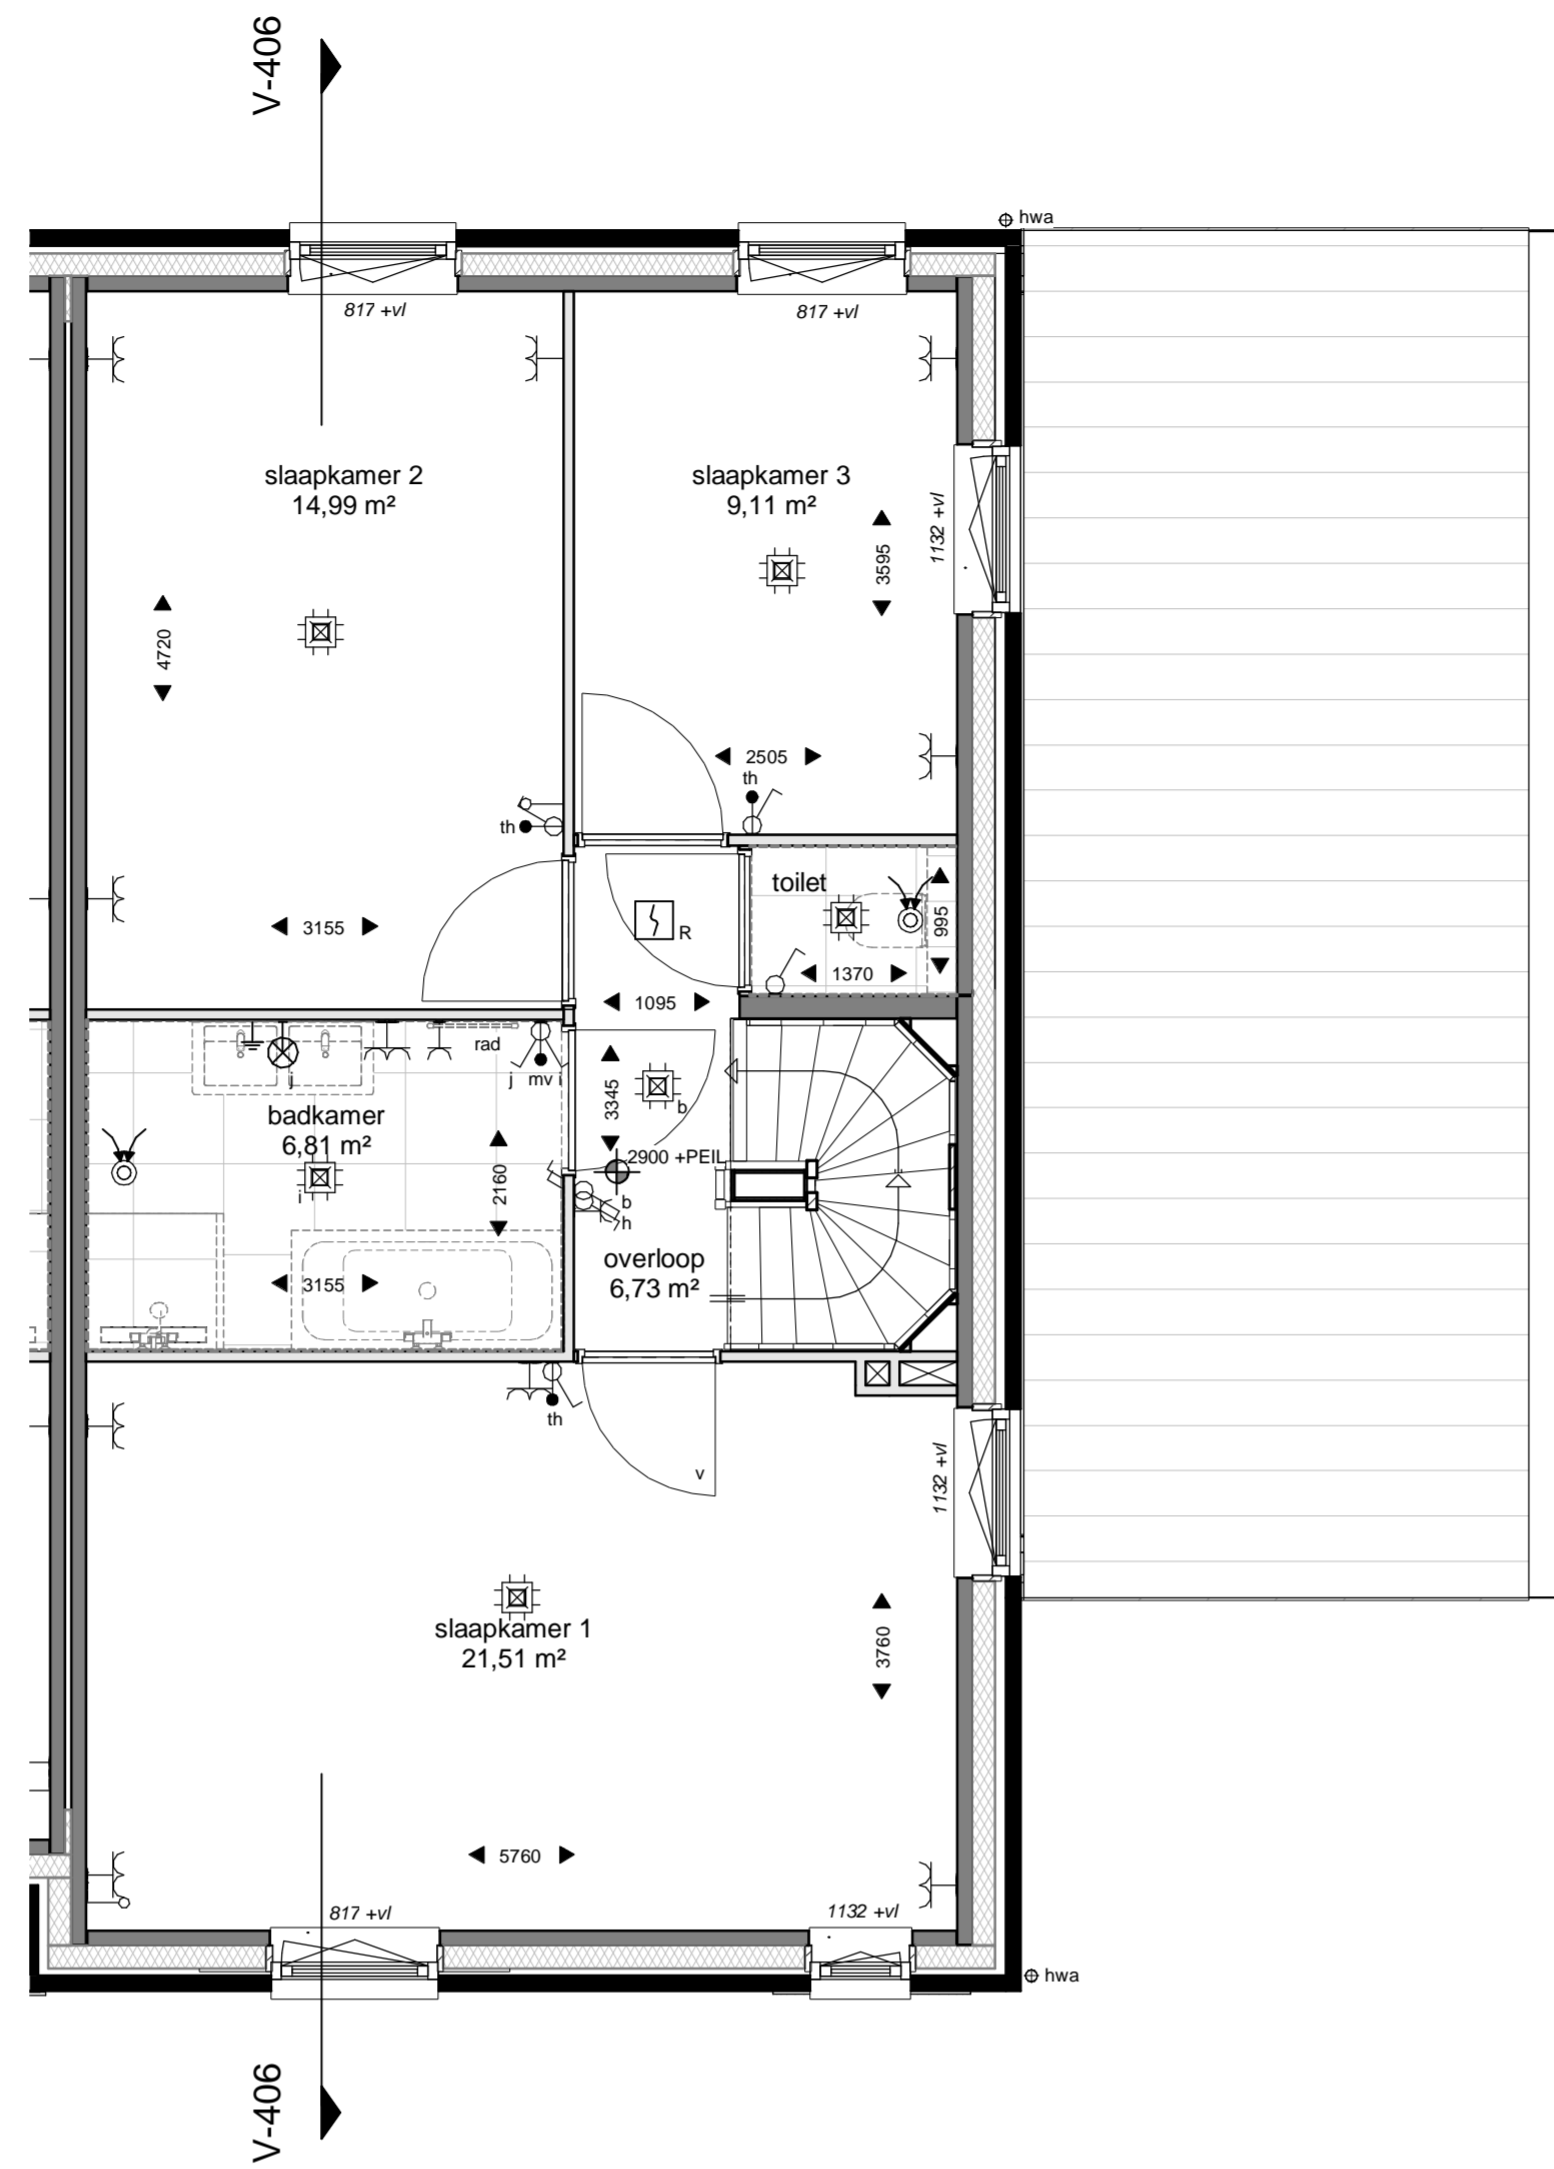 V-406
hwa
817 +vl
817 +vl
slaapkamer 2
14,99 m²
slaapkamer 3
9,11 m²
1132 +vl
3595
4720
2505
th
th
toilet
995
3155
R
1370
1095
rad
j
mv
i
j
3345
b
badkamer
6,81 m²
2900 +PEIL
2160
i
b
h
overloop
6,73 m²
3155
th
v
1132 +vl
slaapkamer 1
21,51 m²
3760
5760
817 +vl
1132 +vl
hwa
V-406